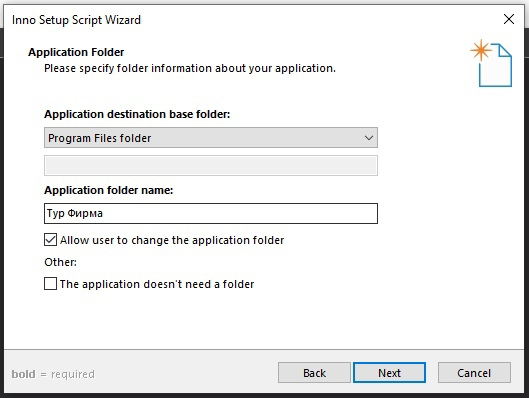 Inno Setup Script Wizard
Application Folder
Please specify folder information about your application.
Application destination base folder:
Program Files folder
Application folder name:
Тур Фирма
Allow user to change the application folder
Other:
The application doesn't need a folder
bold = required
Back
Next
Cancel